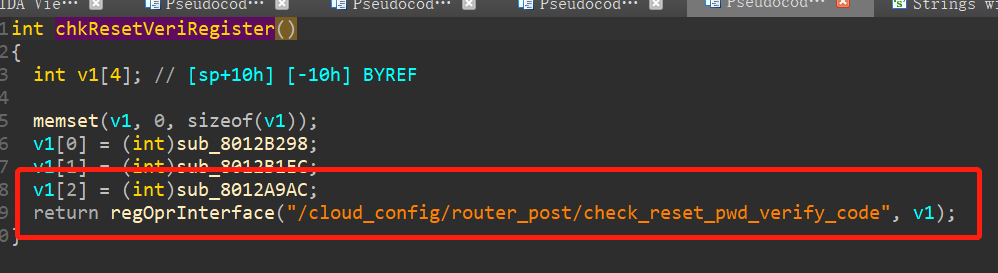 IDA Vie… Pseudocod… Pseudocod… Pseudocod… Pseudocod… Strings wi
1 int chkResetVeriRegister()
2 {
3 int v1[4]; // [sp+10h] [-10h] BYREF
4
5 memset(v1, 0, sizeof(v1));
6 v1[0] = (int)sub_8012B298;
7 v1[1] = (int)sub_8012B1EC;
8 v1[2] = (int)sub_8012A9AC;
9 return regOprInterface("/cloud_config/router_post/check_reset_pwd_verify_code", v1);
0 }